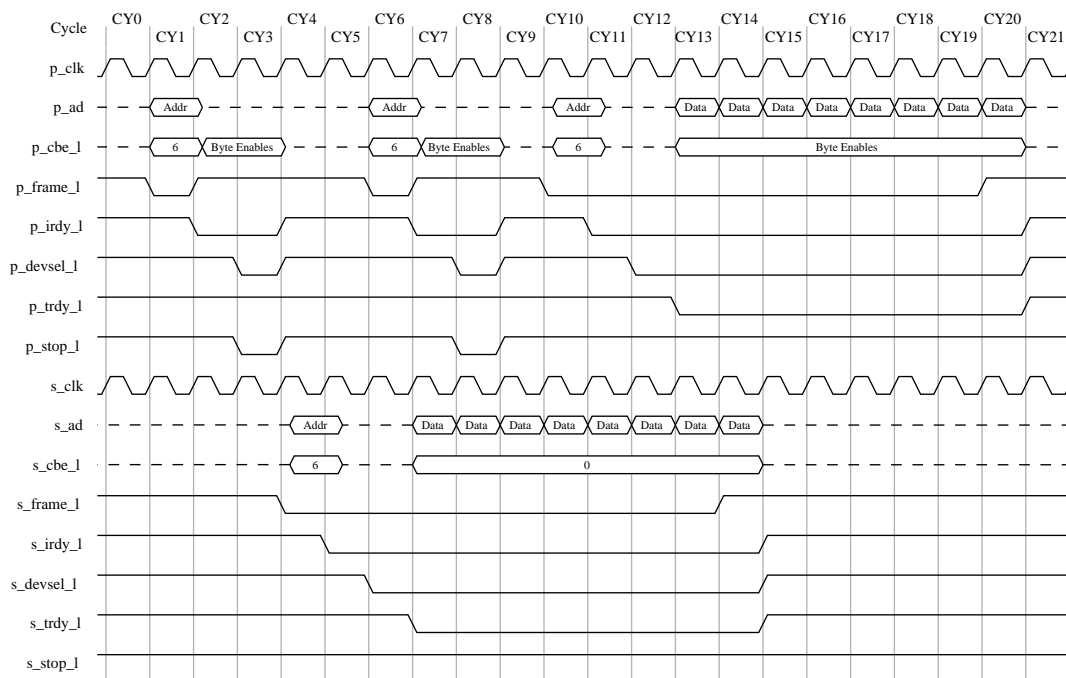 CY0 CY2 CY4 CY6 CY8 CY10 CY12 CY14 CY16 CY18 CY20
Cycle
CY1 CY3 CY5 CY7 CY9 CY11 CY13 CY15 CY17 CY19 CY21
p_clk
p_ad Addr Addr Addr Data Data Data Data Data Data Data Data
p_cbe_l 6 Byte Enables 6 Byte Enables 6 Byte Enables
p_frame_l
p_irdy_l
p_devsel_l
p_trdy_l
p_stop_l
s_clk
s_ad Addr Data Data Data Data Data Data Data Data
s_cbe_l 6 0
s_frame_l
s_irdy_l
s_devsel_l
s_trdy_l
s_stop_l